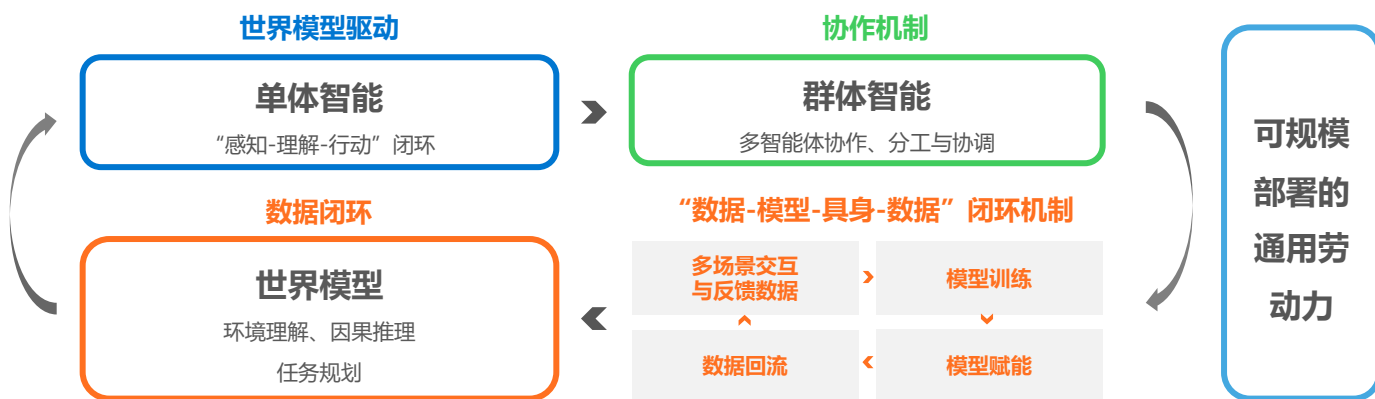 世界模型驱动
单体智能
“感知-理解-行动”闭环
协作机制
群体智能
多智能体协作、分工与协调
数据闭环
世界模型
环境理解、因果推理
任务规划
“数据-模型-具身-数据”闭环机制
多场景交互
与反馈数据
模型训练
数据回流
模型赋能
可规模
部署的
通用劳
动力